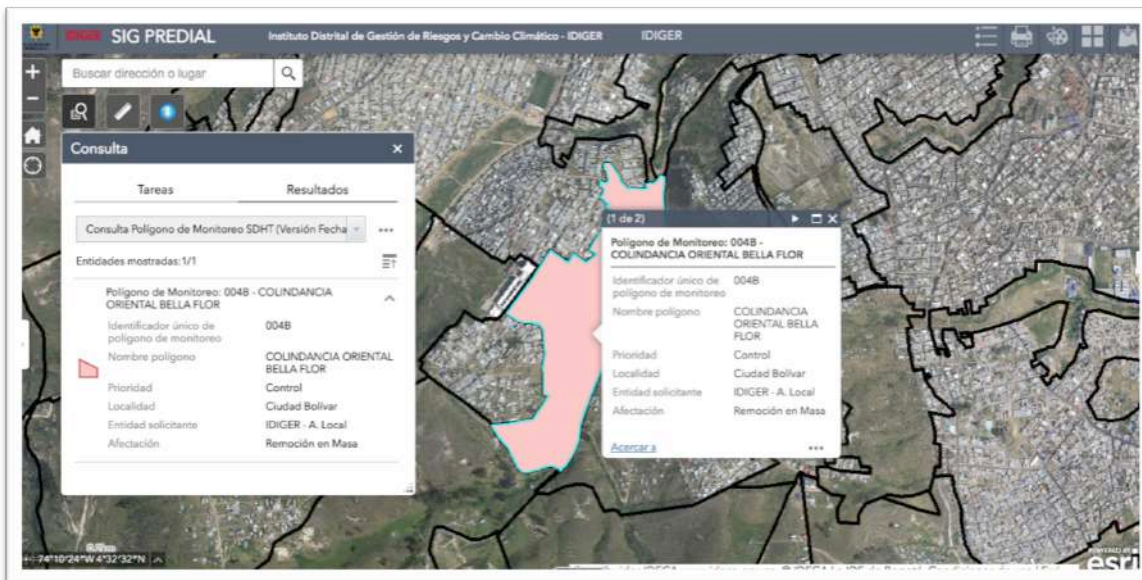 IDIGER SIG PREDIAL Instituto Distrital de Gestión de Riesgos y Cambio Climático - IDIGER IDIGER
Buscar dirección o lugar
Consulta
Tareas Resultados
Consulta Polígono de Monitoreo SDHT (Versión Fecha
Entidades mostradas:1/1
Polígono de Monitoreo: 004B - COLINDANCIA
ORIENTAL BELLA FLOR
Identificador único de 004B
polígono de monitoreo
Nombre polígono COLINDANCIA ORIENTAL
BELLA FLOR
Prioridad Control
Localidad Ciudad Bolívar
Entidad solicitante IDIGER - A. Local
Afectación Remoción en Masa
(1 de 2)
Polígono de Monitoreo: 004B -
COLINDANCIA ORIENTAL BELLA FLOR
Identificador único de 004B
polígono de monitoreo
Nombre polígono COLINDANCIA
ORIENTAL BELLA
FLOR
Prioridad Control
Localidad Ciudad Bolívar
Entidad solicitante IDIGER - A. Local
Afectación Remoción en Masa
Acercar a
-74°10'24"W 4°32'32"N
POWERED BY
esri